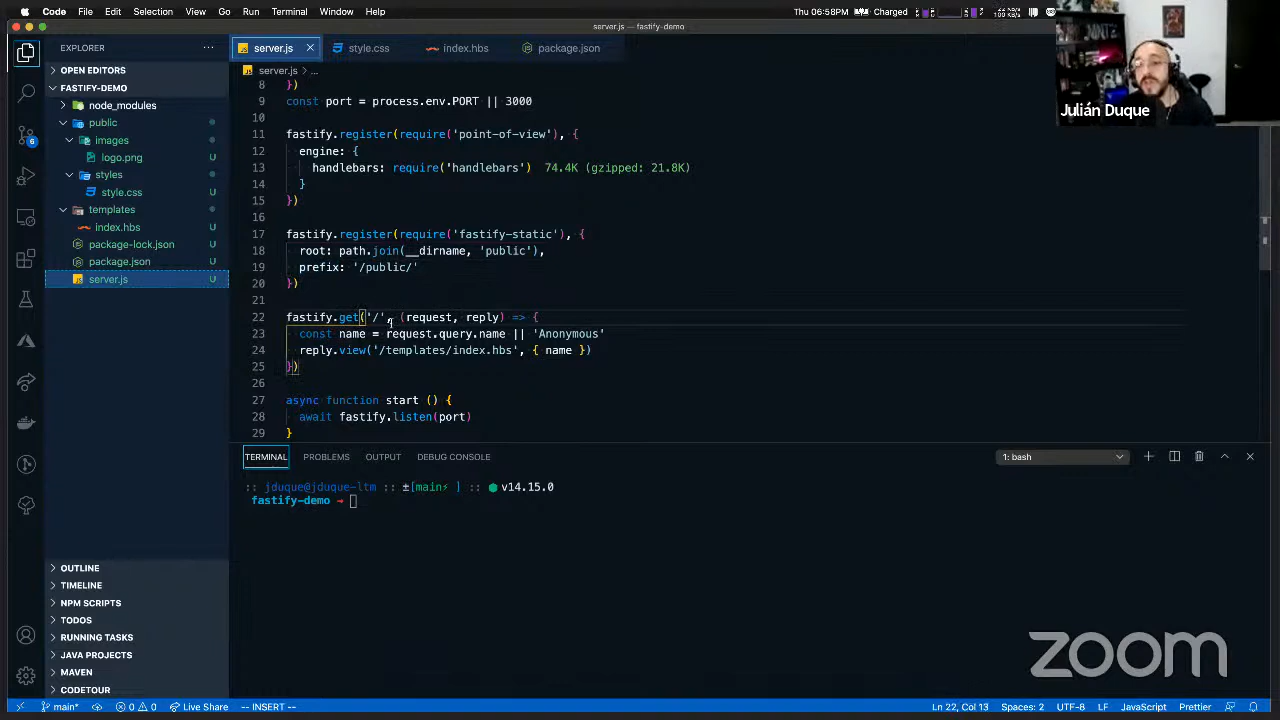 Code File Edit Selection View Go Run Terminal Window Help
Thu 06:58PM Charged
server.js — fastify-demo
EXPLORER
server.js
style.css
index.hbs
package.json
OPEN EDITORS
server.js > ...
FASTIFY-DEMO
node_modules
public
images
logo.png U
styles
style.css U
templates
index.hbs U
package-lock.json U
package.json U
server.js U
6
8 })
9 const port = process.env.PORT || 3000
10
11 fastify.register(require('point-of-view'), {
12 engine: {
13 handlebars: require('handlebars') 74.4K (gzipped: 21.8K)
14 }
15 })
16
17 fastify.register(require('fastify-static'), {
18 root: path.join(__dirname, 'public'),
19 prefix: '/public/'
20 })
21
22 fastify.get('/', (request, reply) => {
23 const name = request.query.name || 'Anonymous'
24 reply.view('/templates/index.hbs', { name })
25 })
26
27 async function start () {
28 await fastify.listen(port)
29 }
Julián Duque
TERMINAL PROBLEMS OUTPUT DEBUG CONSOLE
1: bash
:: jduque@jduque-ltm :: ±[main⚡ ] :: ● v14.15.0
fastify-demo →
OUTLINE
TIMELINE
NPM SCRIPTS
TODOS
RUNNING TASKS
JAVA PROJECTS
MAVEN
CODETOUR
zoom
main* 0 0 Live Share -- INSERT --
Ln 22, Col 13 Spaces: 2 UTF-8 LF JavaScript Prettier